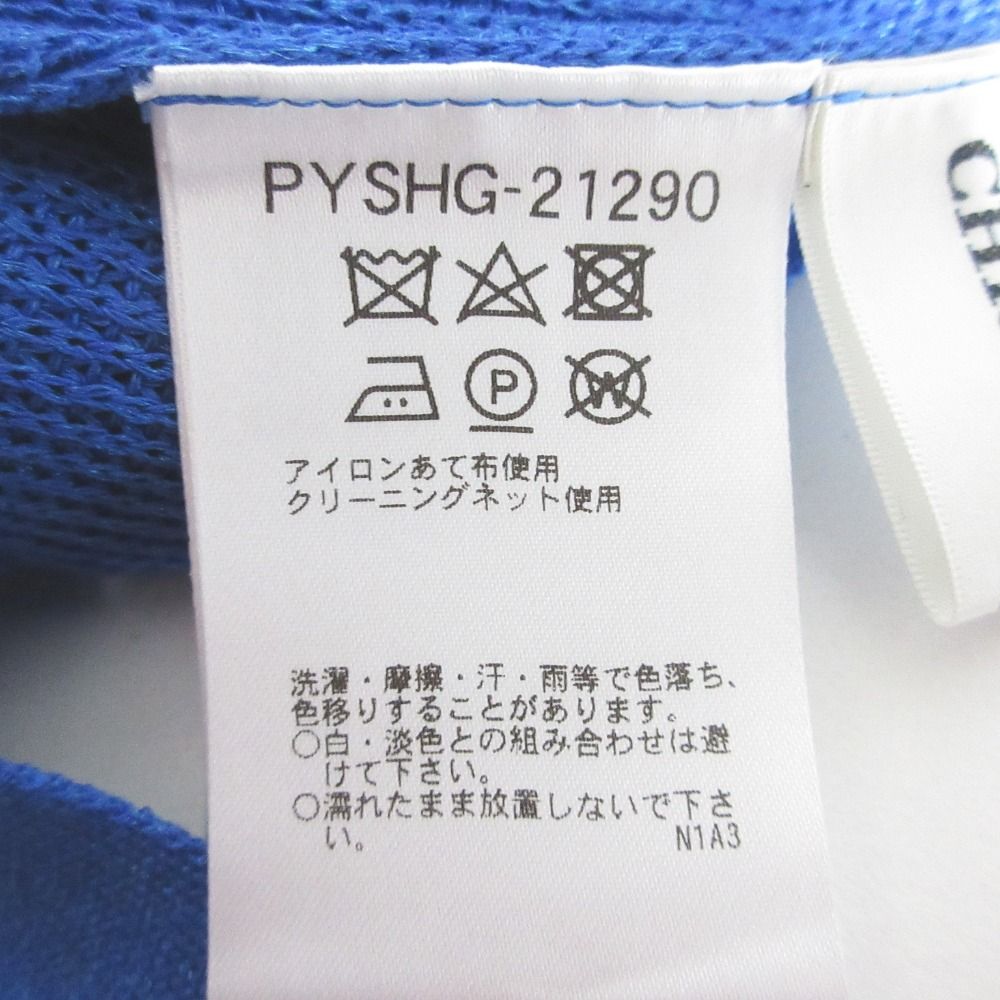 PYSHG-21290
P
W
アイロンあて布使用
クリーニングネット使用
洗濯・摩擦・汗・雨等で色落ち、
色移りすることがあります。
○白・淡色との組み合わせは避
けて下さい。
○濡れたまま放置しないで下さ
い。
N1A3